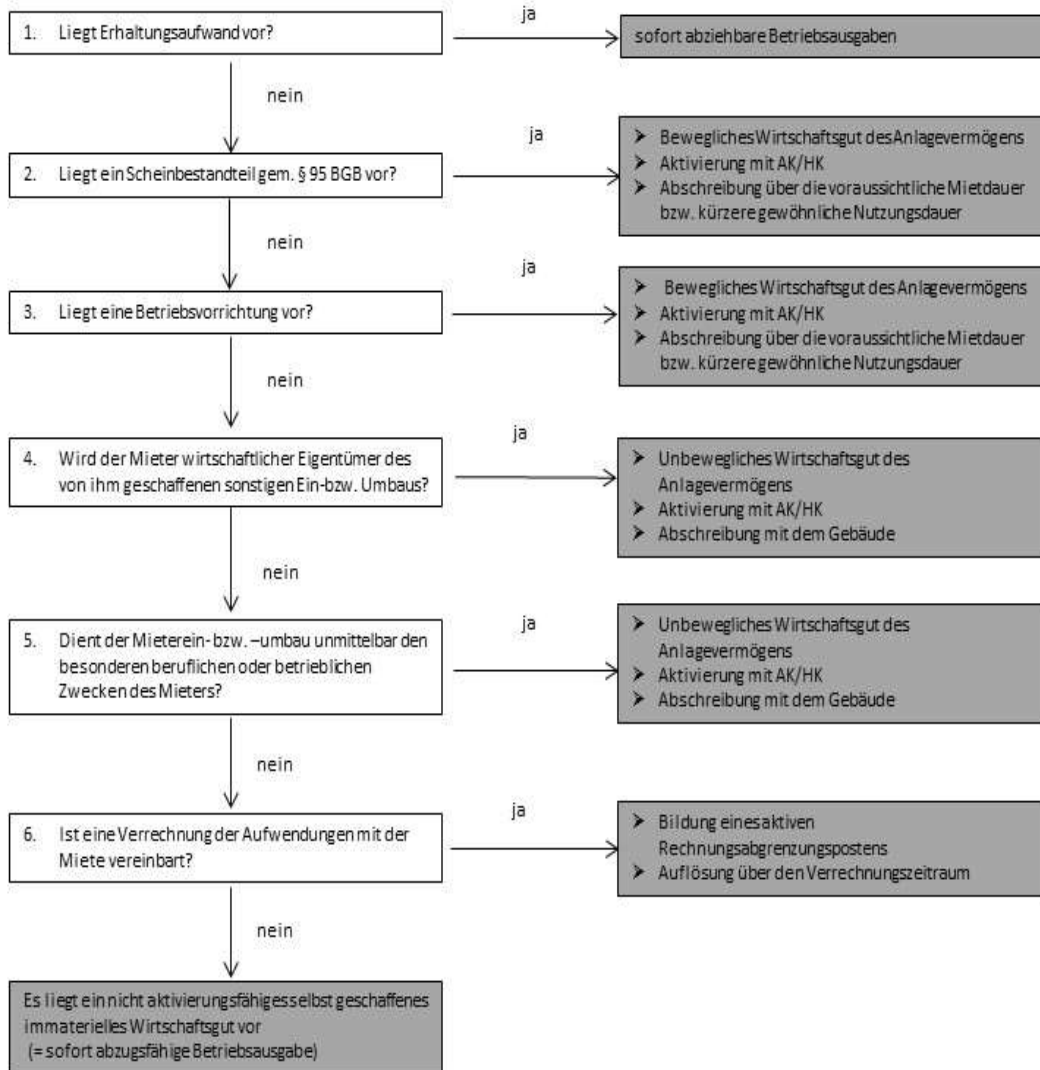 1. Liegt Erhaltungsaufwand vor?
ja
sofort abziehbare Betriebsausgaben
nein
2. Liegt ein Scheinbestandteil gem. § 95 BGB vor?
ja
➤ Bewegliches Wirtschaftsgut des Anlagevermögens
➤ Aktivierung mit AK/HK
➤ Abschreibung über die voraussichtliche Mietdauer
bzw. kürzere gewöhnliche Nutzungsdauer
nein
3. Liegt eine Betriebsvorrichtung vor?
ja
➤ Bewegliches Wirtschaftsgut des Anlagevermögens
➤ Aktivierung mit AK/HK
➤ Abschreibung über die voraussichtliche Mietdauer
bzw. kürzere gewöhnliche Nutzungsdauer
nein
4. Wird der Mieter wirtschaftlicher Eigentümer des
von ihm geschaffenen sonstigen Ein-bzw. Umbaus?
ja
➤ Unbewegliches Wirtschaftsgut des
Anlagevermögens
➤ Aktivierung mit AK/HK
➤ Abschreibung mit dem Gebäude
nein
5. Dient der Mieterein- bzw. –umbau unmittelbar den
besonderen beruflichen oder betrieblichen
Zwecken des Mieters?
ja
➤ Unbewegliches Wirtschaftsgut des
Anlagevermögens
➤ Aktivierung mit AK/HK
➤ Abschreibung mit dem Gebäude
nein
6. Ist eine Verrechnung der Aufwendungen mit der
Miete vereinbart?
ja
➤ Bildung eines aktiven
Rechnungsabgrenzungspostens
➤ Auflösung über den Verrechnungszeitraum
nein
Es liegt ein nicht aktivierungsfähiges selbst geschaffenes
immaterielles Wirtschaftsgut vor
(= sofort abzugsfähige Betriebsausgabe)